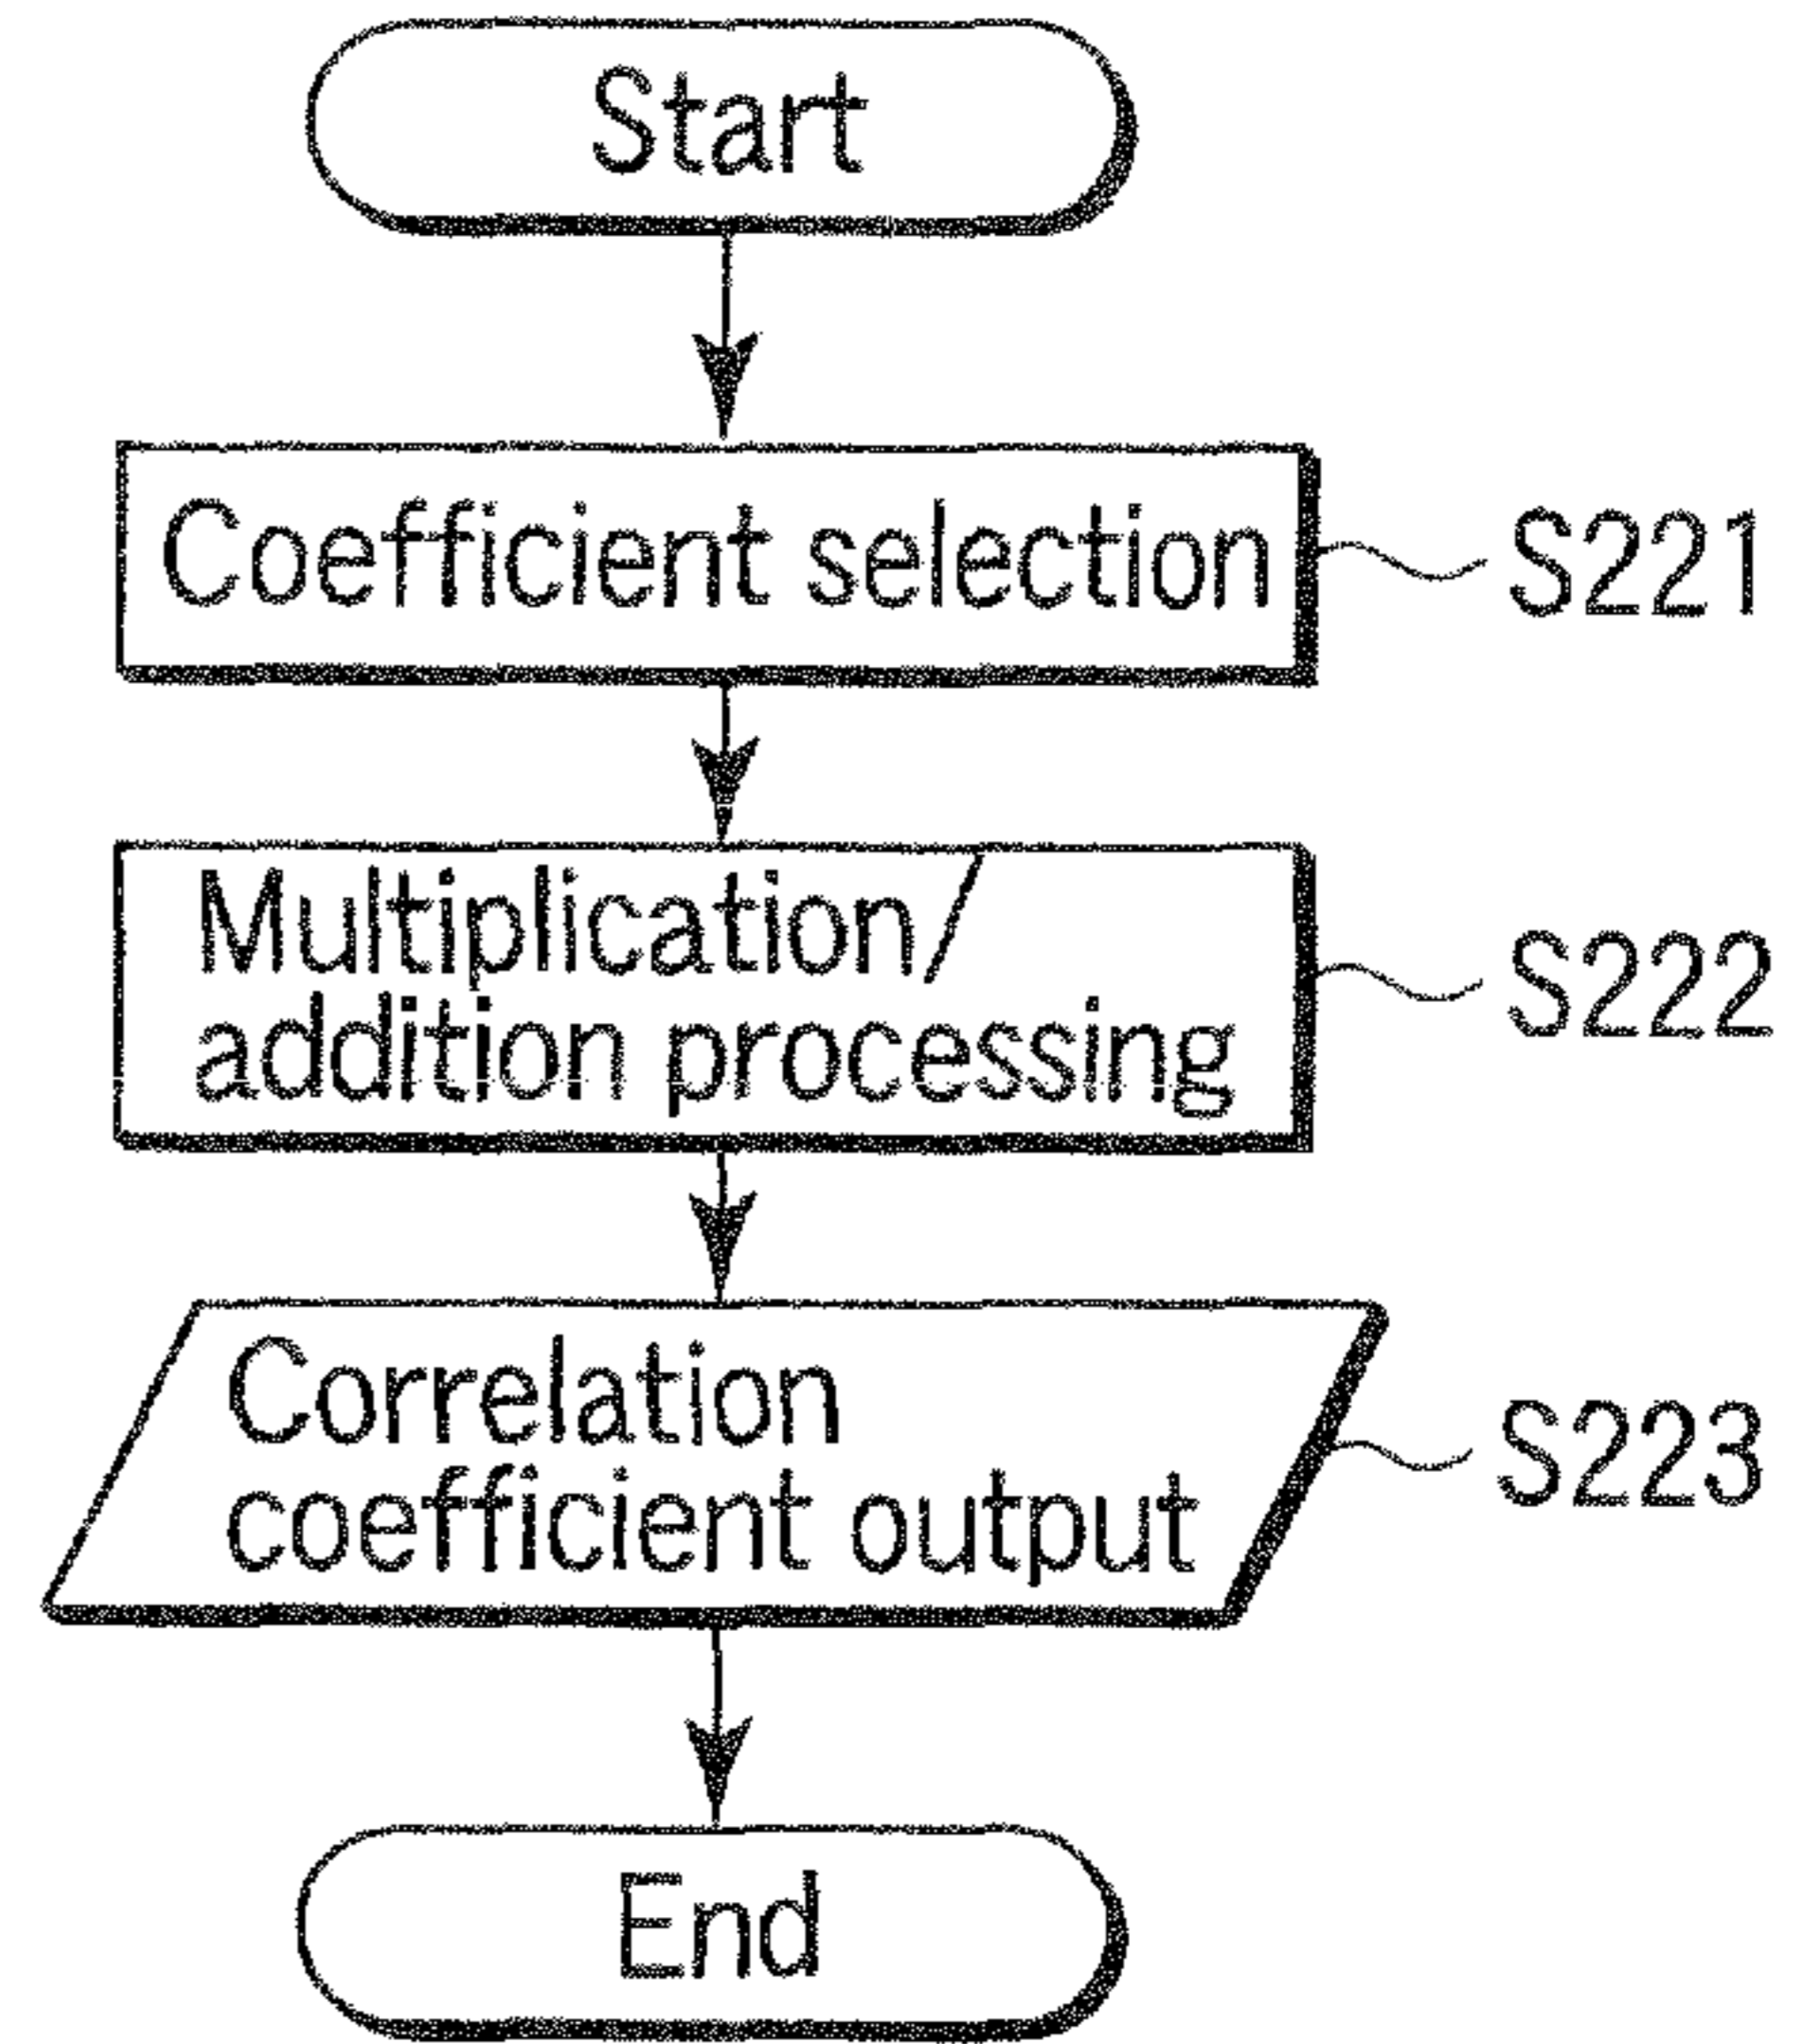 Start
Coefficient selection
S221
Multiplication/
addition processing
S222
Correlation
coefficient output
S223
End